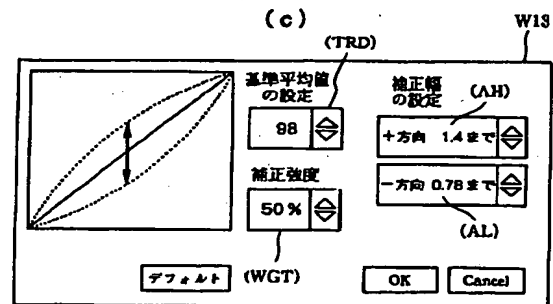 (c)
W13
(TRD)
基準平均値
の設定
98
補正幅
の設定
(AH)
+方向 1.4まで
補正強度
50%
−方向 0.78まで
(AL)
(WGT)
デフォルト
OK
Cancel